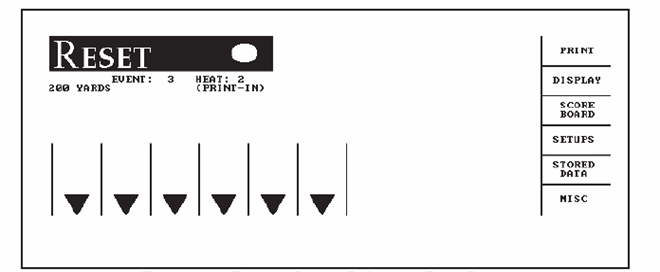 RESET
EVENT: 3 HEAT: 2
200 YARDS (PRINT-IN)
PRINT
DISPLAY
SCORE
BOARD
SETUPS
STORED
DATA
MISC